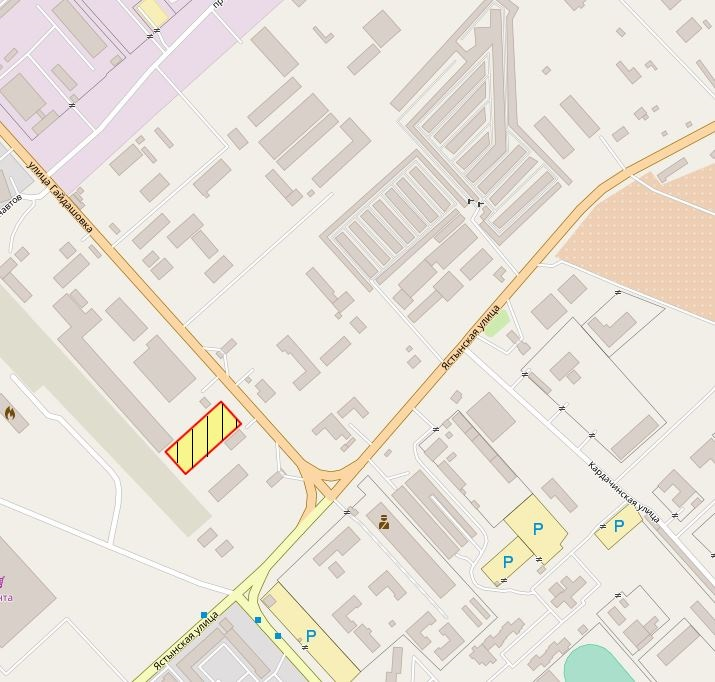 улица Гайдашовка
Ястынская улица
Кардачинская улица
P
P
P
Ястынская улица
P